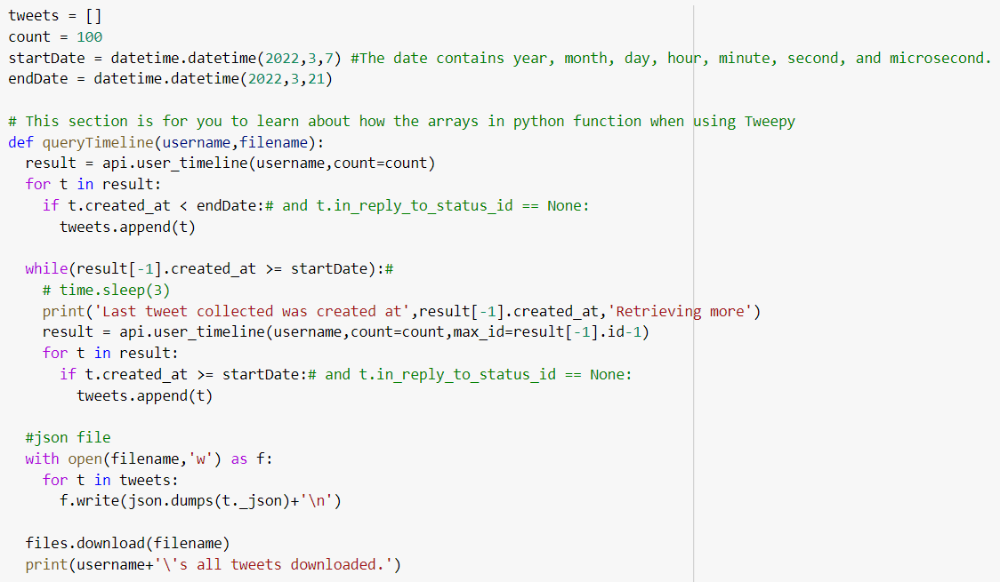 tweets = []
count = 100
startDate = datetime.datetime(2022,3,7) #The date contains year, month, day, hour, minute, second, and microsecond.
endDate = datetime.datetime(2022,3,21)

# This section is for you to learn about how the arrays in python function when using Tweepy
def queryTimeline(username,filename):
  result = api.user_timeline(username,count=count)
  for t in result:
    if t.created_at < endDate:# and t.in_reply_to_status_id == None:
      tweets.append(t)

  while(result[-1].created_at >= startDate):#
    # time.sleep(3)
    print('Last tweet collected was created at',result[-1].created_at,'Retrieving more')
    result = api.user_timeline(username,count=count,max_id=result[-1].id-1)
    for t in result:
      if t.created_at >= startDate:# and t.in_reply_to_status_id == None:
        tweets.append(t)

  #json file
  with open(filename,'w') as f:
    for t in tweets:
      f.write(json.dumps(t._json)+'\n')

  files.download(filename)
  print(username+'\'s all tweets downloaded.')